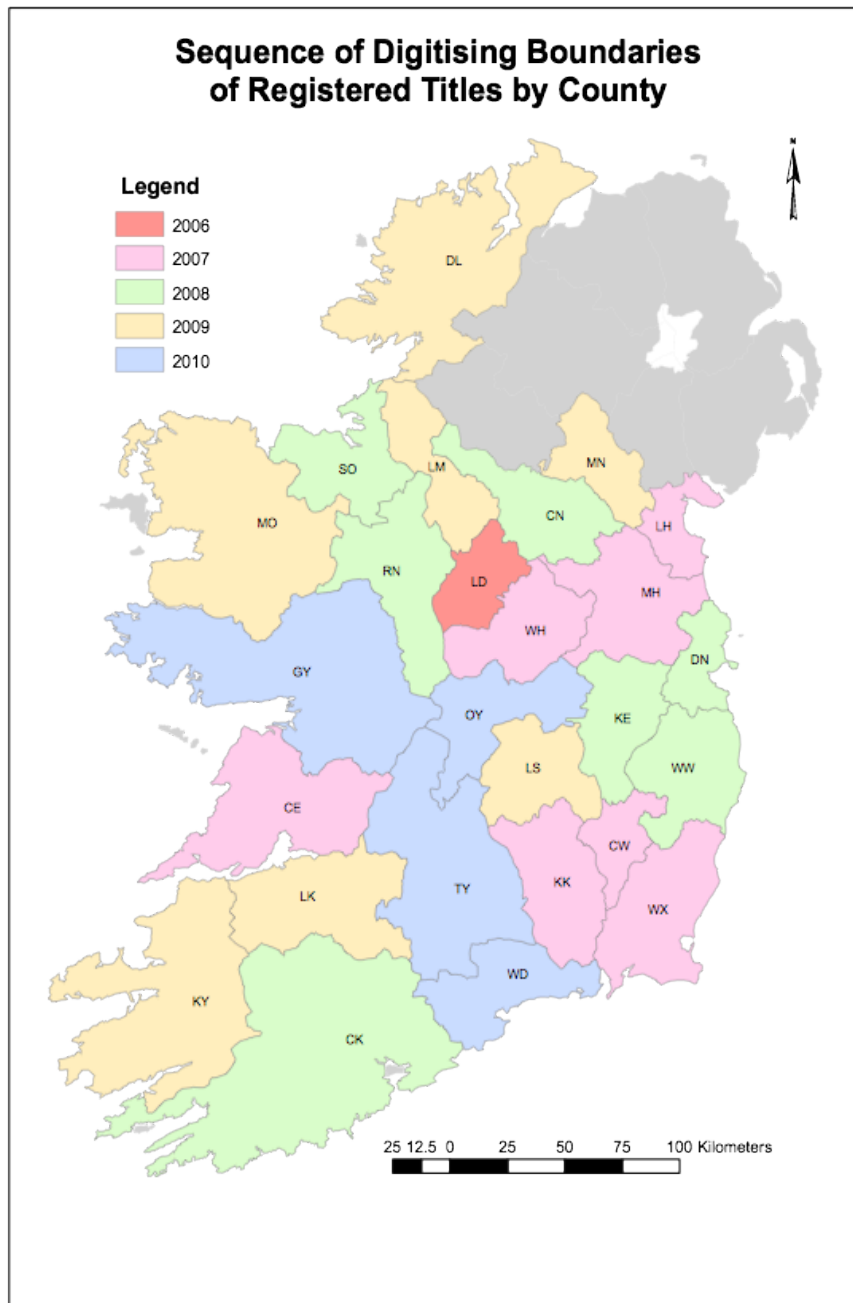 Sequence of Digitising Boundaries
of Registered Titles by County
N
Legend
2006
2007
2008
2009
2010
DL
SO
LM
MN
CN
MO
LH
RN
LD
MH
WH
DN
GY
OY
KE
LS
WW
CE
CW
LK
TY
KK
WX
WD
KY
CK
25 12.5 0 25 50 75 100 Kilometers